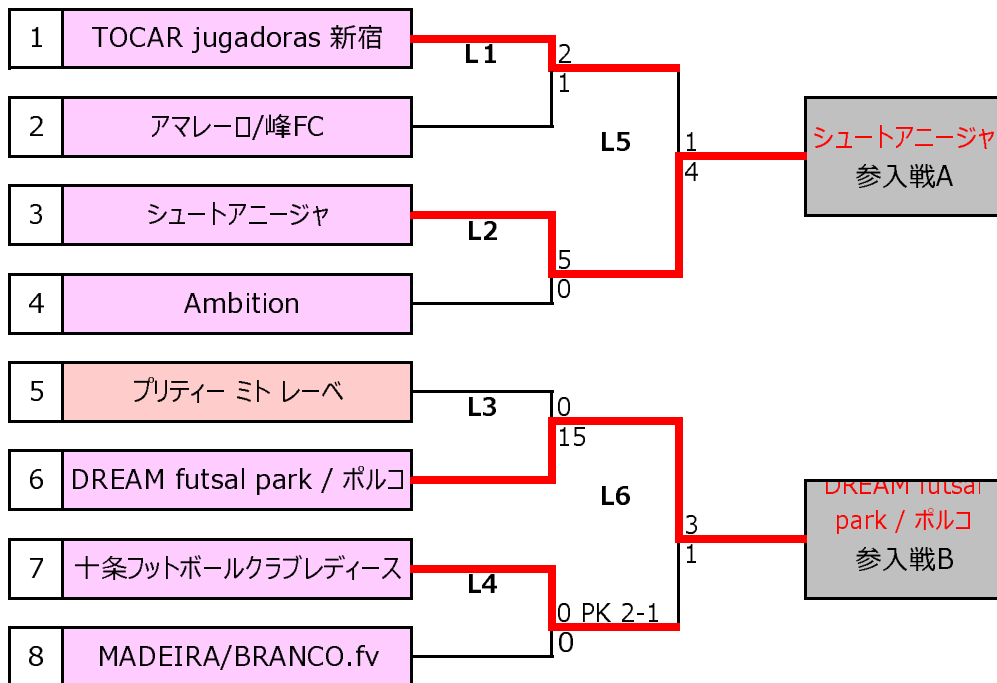 1 TOCAR jugadoras 新宿
L1
2
1
2 アマレーロ/峰FC
L5
1
4
シュートアニージャ
参入戦A
3 シュートアニージャ
L2
5
0
4 Ambition
5 プリティー ミト レーベ
L3
0
15
6 DREAM futsal park / ポルコ
L6
3
1
DREAM futsal
park / ポルコ
参入戦B
7 十条フットボールクラブレディース
L4
0 PK 2-1
0
8 MADEIRA/BRANCO.fv